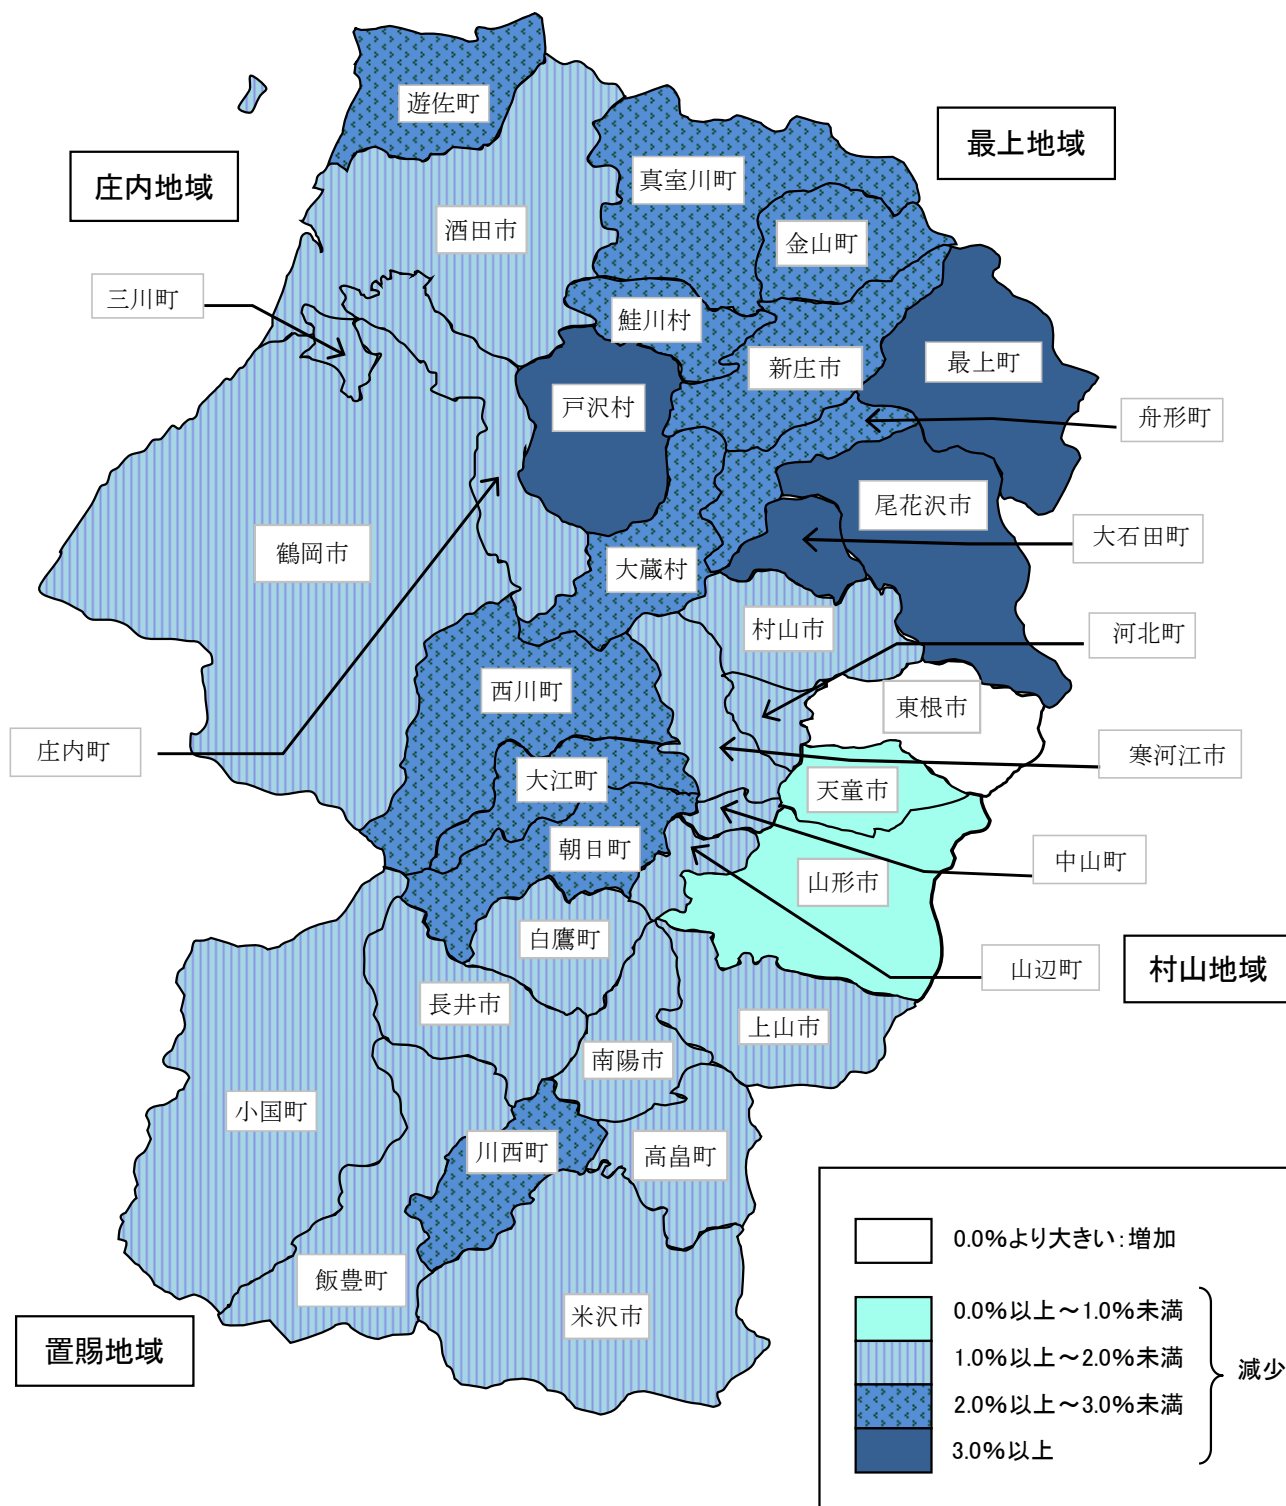 遊佐町
最上地域
庄内地域
真室川町
酒田市
金山町
三川町
鮭川村
新庄市
最上町
戸沢村
舟形町
尾花沢市
大石田町
鶴岡市
大蔵村
村山市
河北町
西川町
東根市
庄内町
寒河江市
大江町
天童市
朝日町
中山町
山形市
白鷹町
山辺町
村山地域
長井市
上山市
南陽市
小国町
川西町
高畠町
飯豊町
米沢市
置賜地域
0.0%より大きい:増加
0.0%以上～1.0%未満
1.0%以上～2.0%未満
減少
2.0%以上～3.0%未満
3.0%以上